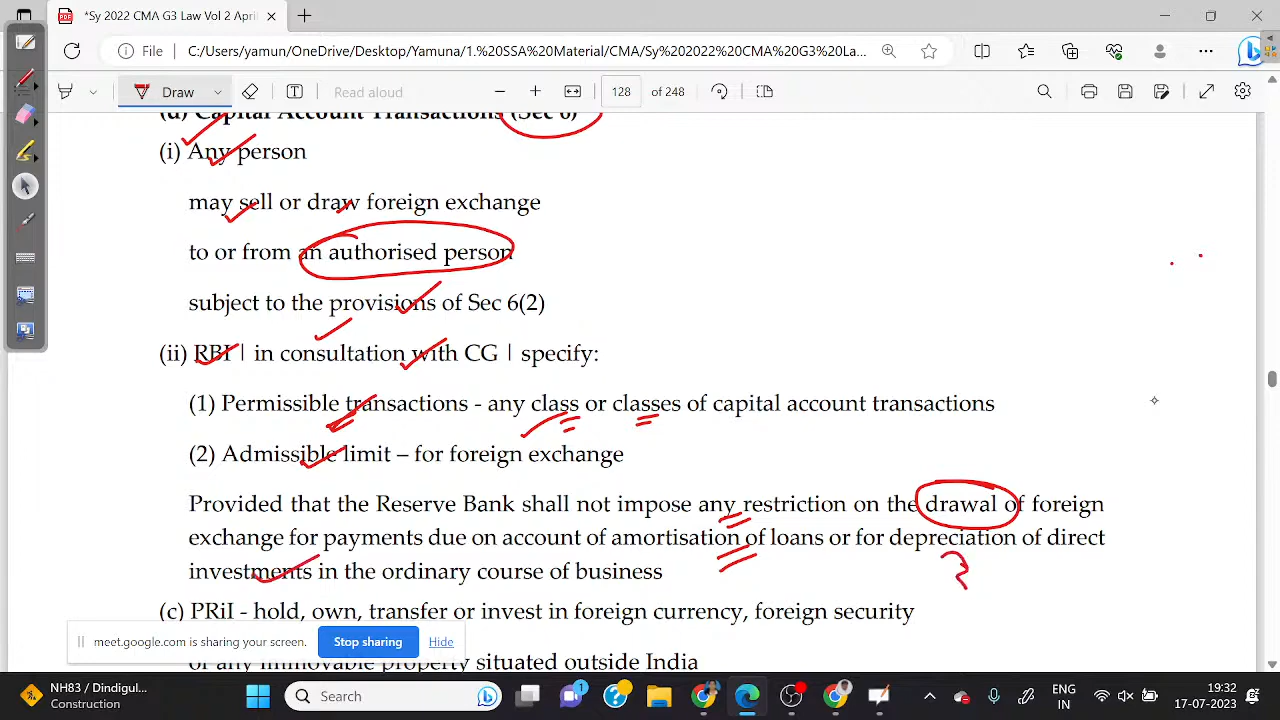 *Sy 2022 CMA G3 Law Vol 2 April
File
C:/Users/yamun/OneDrive/Desktop/Yamuna/1.%20SSA%20Material/CMA/Sy%202022%20CMA%20G3%20La...
Draw
Read aloud
128 of 248
(d) Capital Account Transactions (Sec 6)
(i) Any person
may sell or draw foreign exchange
to or from an authorised person
subject to the provisions of Sec 6(2)
(ii) RBI | in consultation with CG | specify:
(1) Permissible transactions - any class or classes of capital account transactions
(2) Admissible limit – for foreign exchange
Provided that the Reserve Bank shall not impose any restriction on the drawal of foreign
exchange for payments due on account of amortisation of loans or for depreciation of direct
investments in the ordinary course of business
(c) PRiI - hold, own, transfer or invest in foreign currency, foreign security
meet.google.com is sharing your screen. Stop sharing Hide
or any immovable property situated outside India
NH83 / Dindigul...
Construction
Search
1
ENG
IN
19:32
17-07-2023